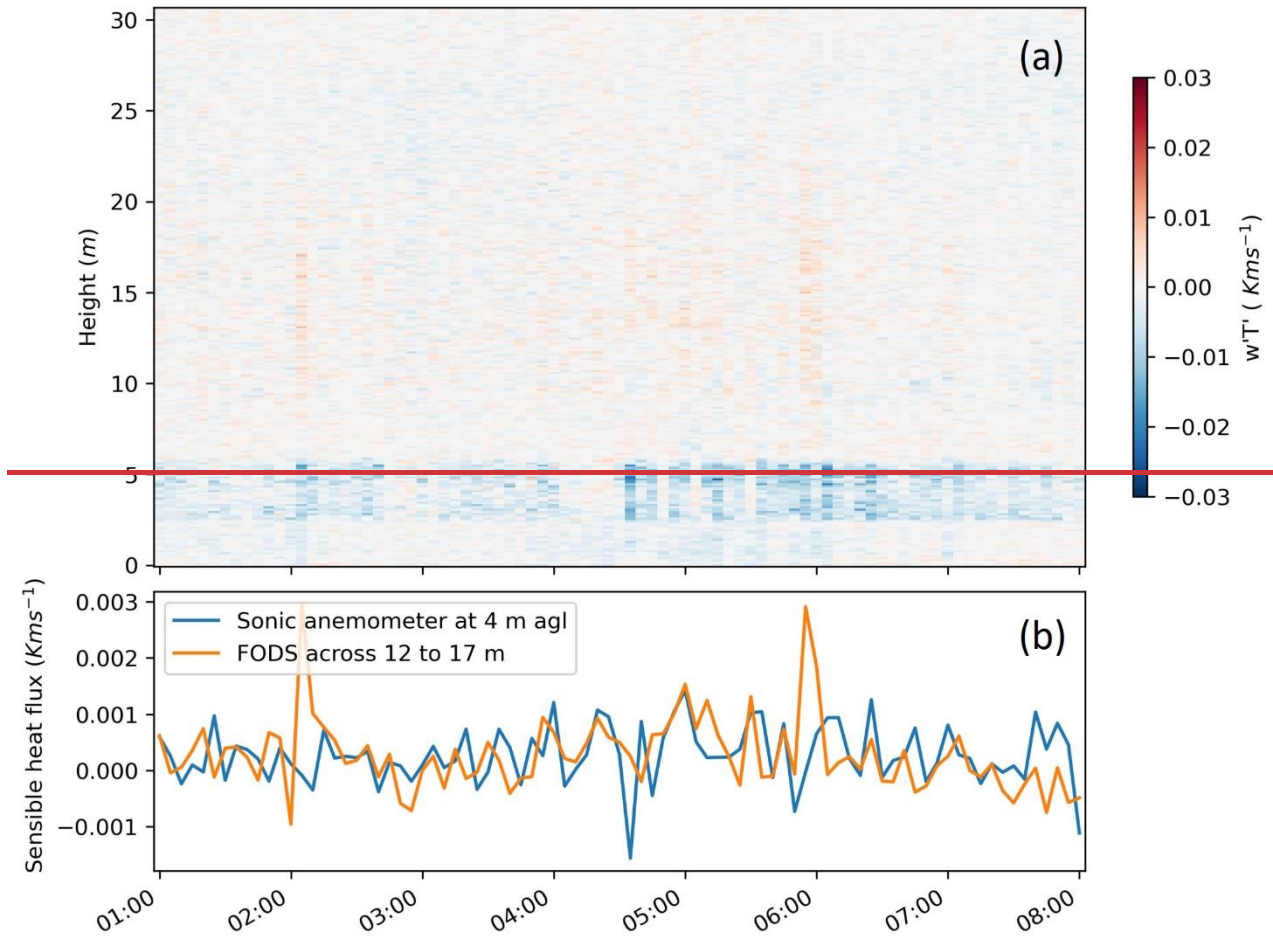 (a)
30
25
20
15
10
5
0
Height (m)
0.03
0.02
0.01
0.00
−0.01
−0.02
−0.03
w'T' ( Kms⁻¹)
(b)
Sonic anemometer at 4 m agl
FODS across 12 to 17 m
0.003
0.002
0.001
0.000
−0.001
Sensible heat flux (Kms⁻¹)
01:00 02:00 03:00 04:00 05:00 06:00 07:00 08:00